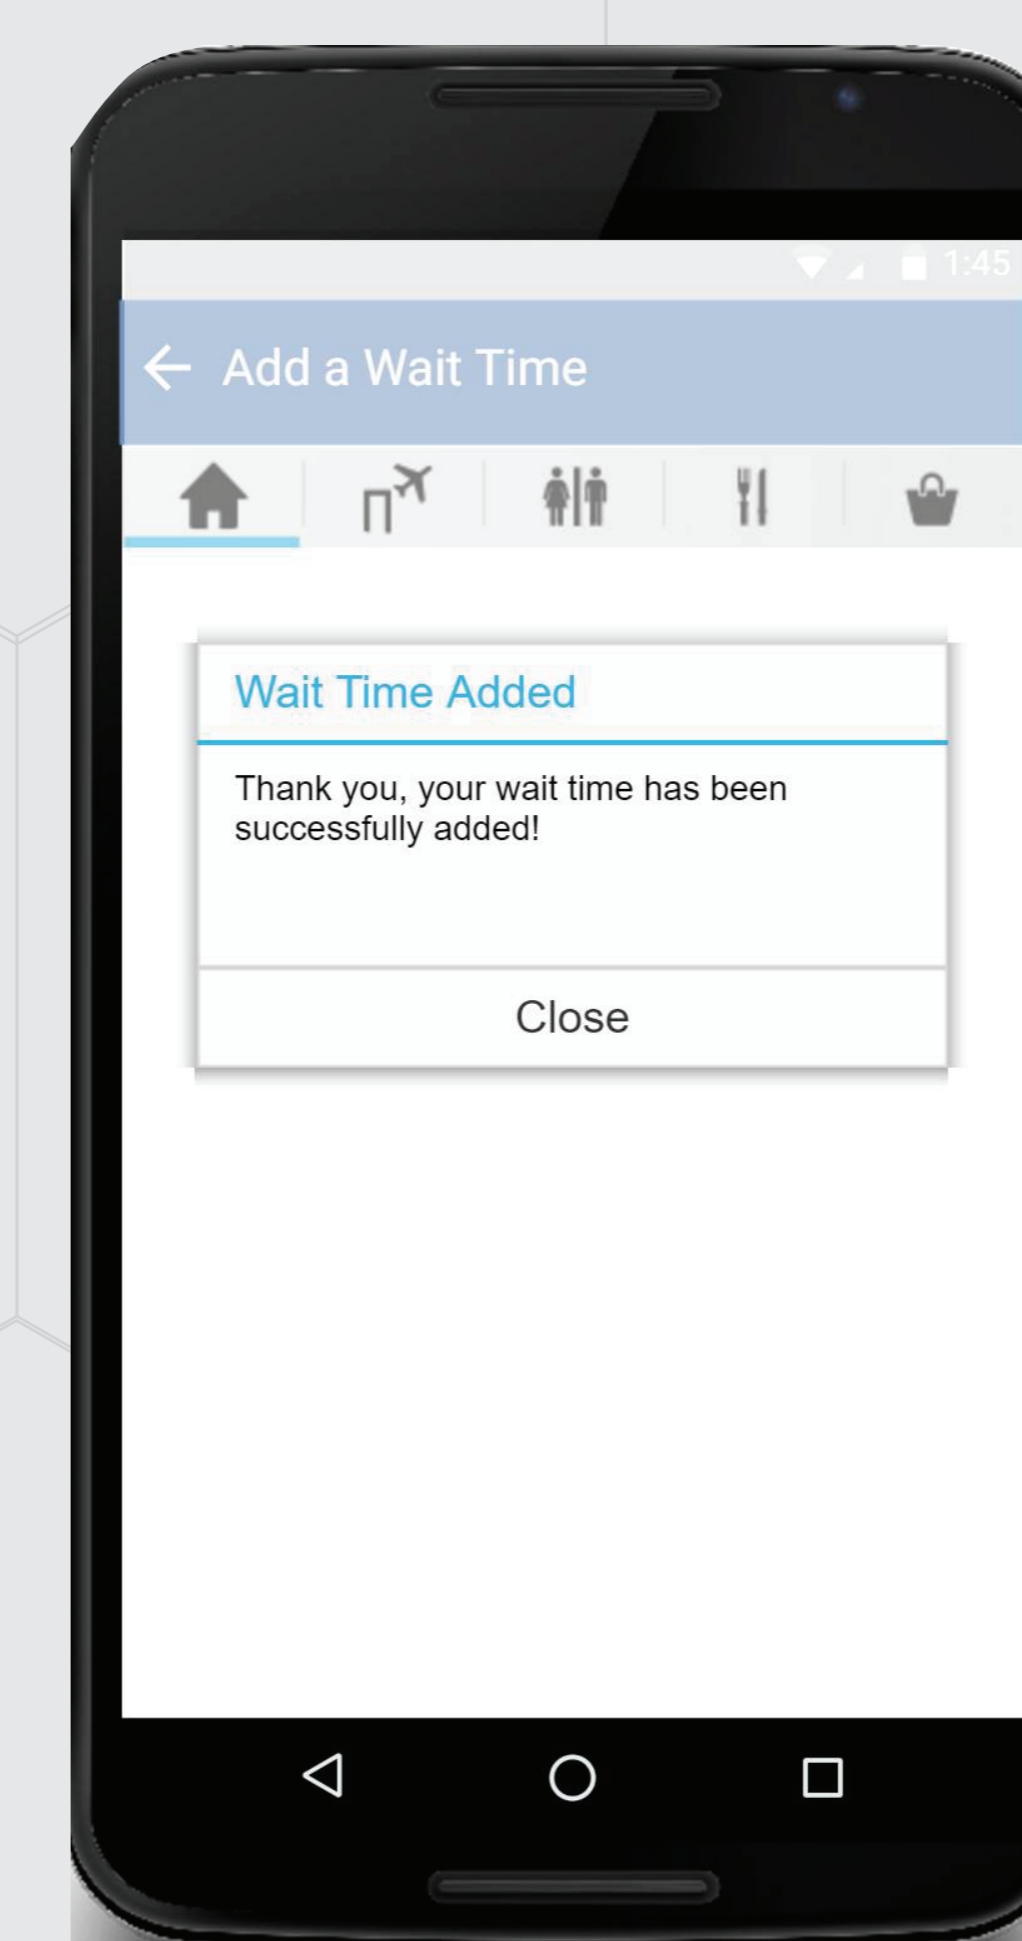 1:45
Add a Wait Time
Wait Time Added
Thank you, your wait time has been
successfully added!
Close